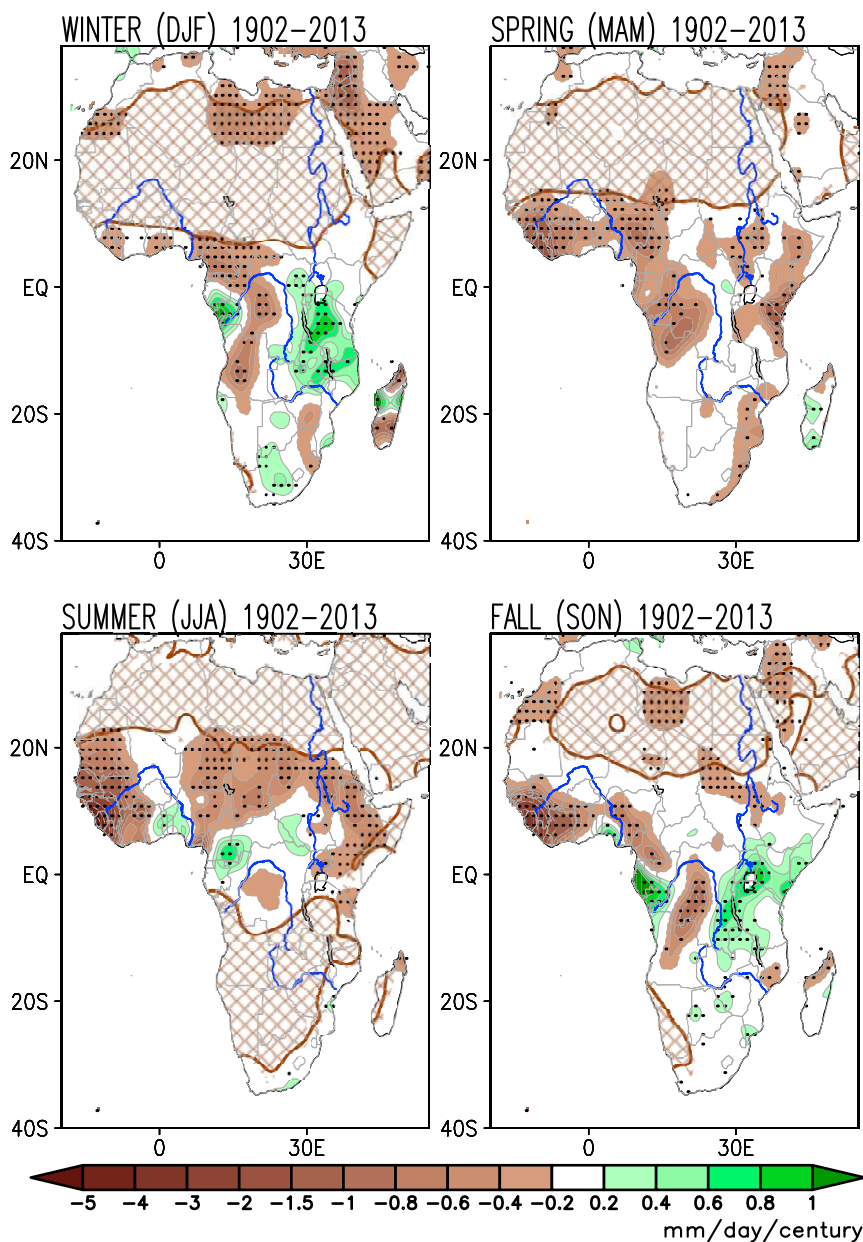 WINTER (DJF) 1902-2013
SPRING (MAM) 1902-2013
20N
EQ
20S
40S
0 30E
20N
EQ
20S
40S
0 30E
SUMMER (JJA) 1902-2013
FALL (SON) 1902-2013
20N
EQ
20S
40S
0 30E
20N
EQ
20S
40S
0 30E
-5 -4 -3 -2 -1.5 -1 -0.8 -0.6 -0.4 -0.2 0.2 0.4 0.6 0.8 1
mm/day/century